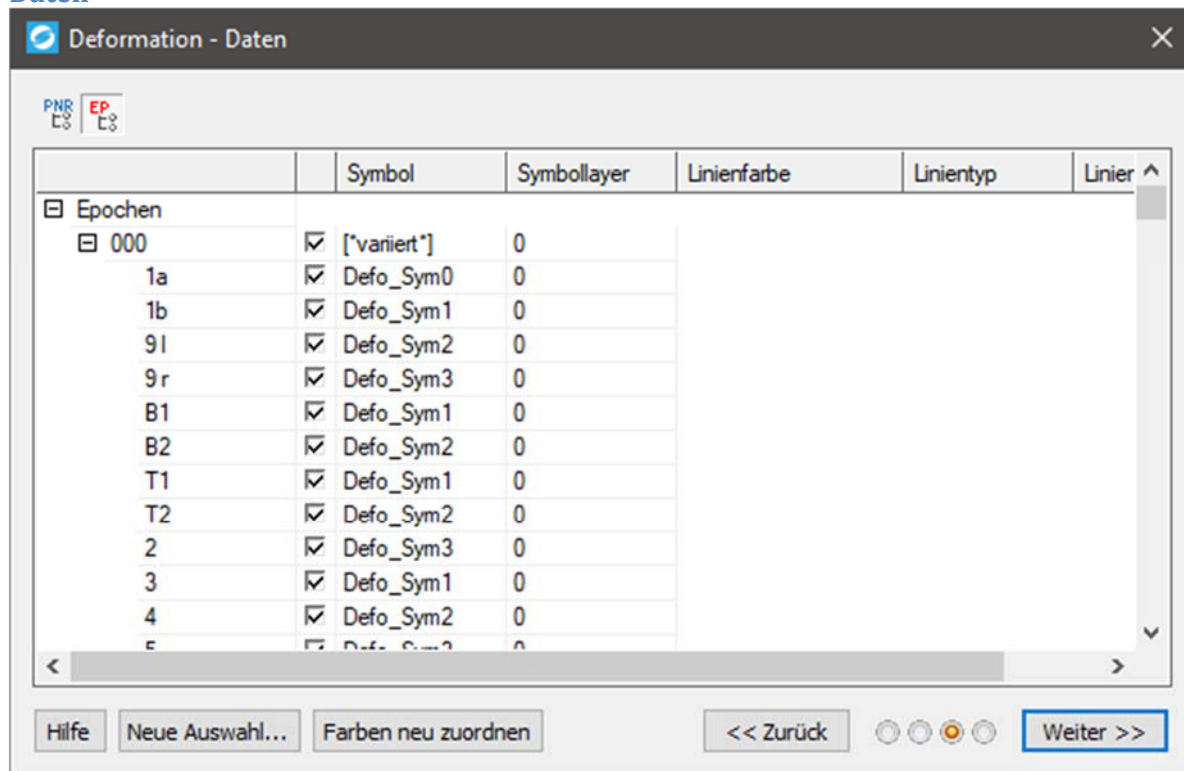 Daten
Deformation - Daten
PNR EP
Symbol Symbollayer Linienfarbe Linientyp Linier
Epochen
000 [*variiert*] 0
1a Defo_Sym0 0
1b Defo_Sym1 0
9 l Defo_Sym2 0
9 r Defo_Sym3 0
B1 Defo_Sym1 0
B2 Defo_Sym2 0
T1 Defo_Sym1 0
T2 Defo_Sym2 0
2 Defo_Sym3 0
3 Defo_Sym1 0
4 Defo_Sym2 0
Hilfe Neue Auswahl... Farben neu zuordnen << Zurück Weiter >>